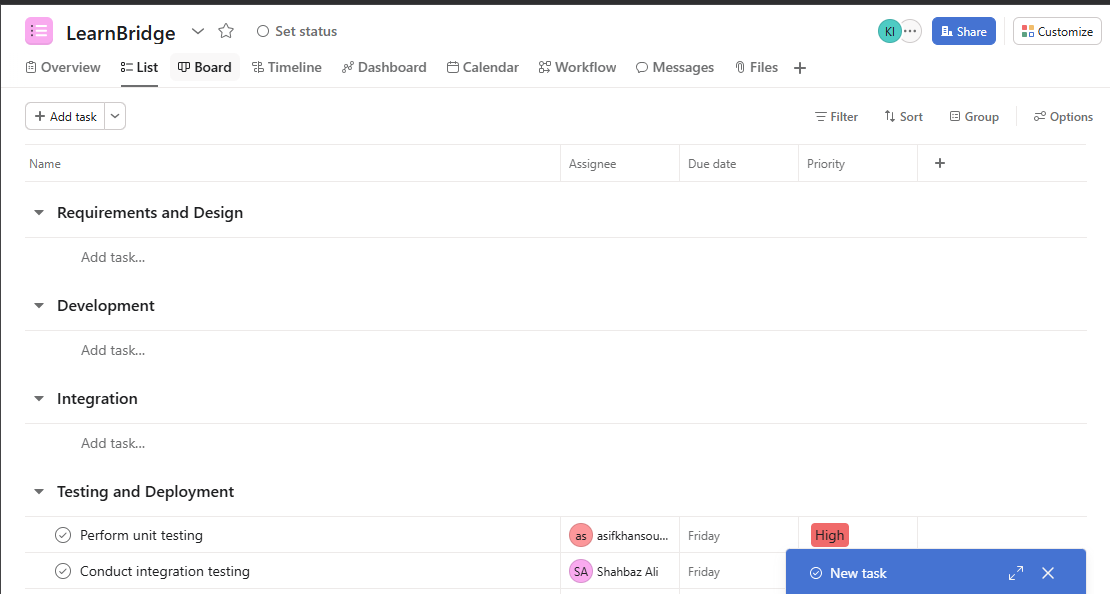 LearnBridge
Set status
KI
Share
Customize
Overview List Board Timeline Dashboard Calendar Workflow Messages Files
Add task
Filter Sort Group Options
Name Assignee Due date Priority
Requirements and Design
Add task...
Development
Add task...
Integration
Add task...
Testing and Deployment
Perform unit testing as asifkhansou... Friday High
Conduct integration testing SA Shahbaz Ali Friday
New task